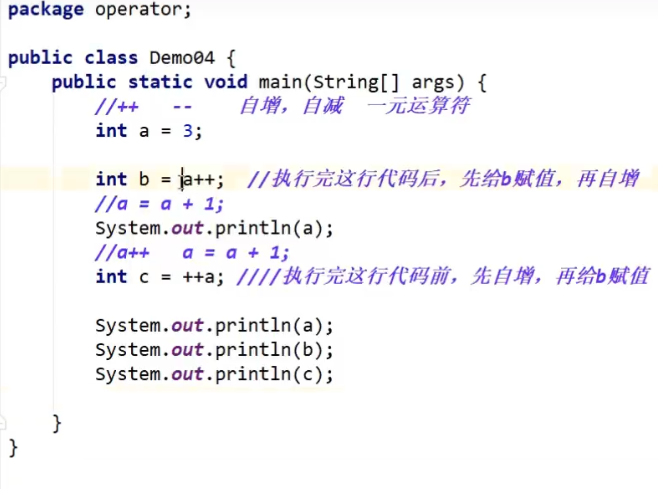 package operator;
public class Demo04 {
public static void main(String[] args) {
//++ -- 自增，自减 一元运算符
int a = 3;
int b = a++; //执行完这行代码后，先给b赋值，再自增
//a = a + 1;
System.out.println(a);
//a++ a = a + 1;
int c = ++a; ////执行完这行代码前，先自增，再给b赋值
System.out.println(a);
System.out.println(b);
System.out.println(c);
}
}